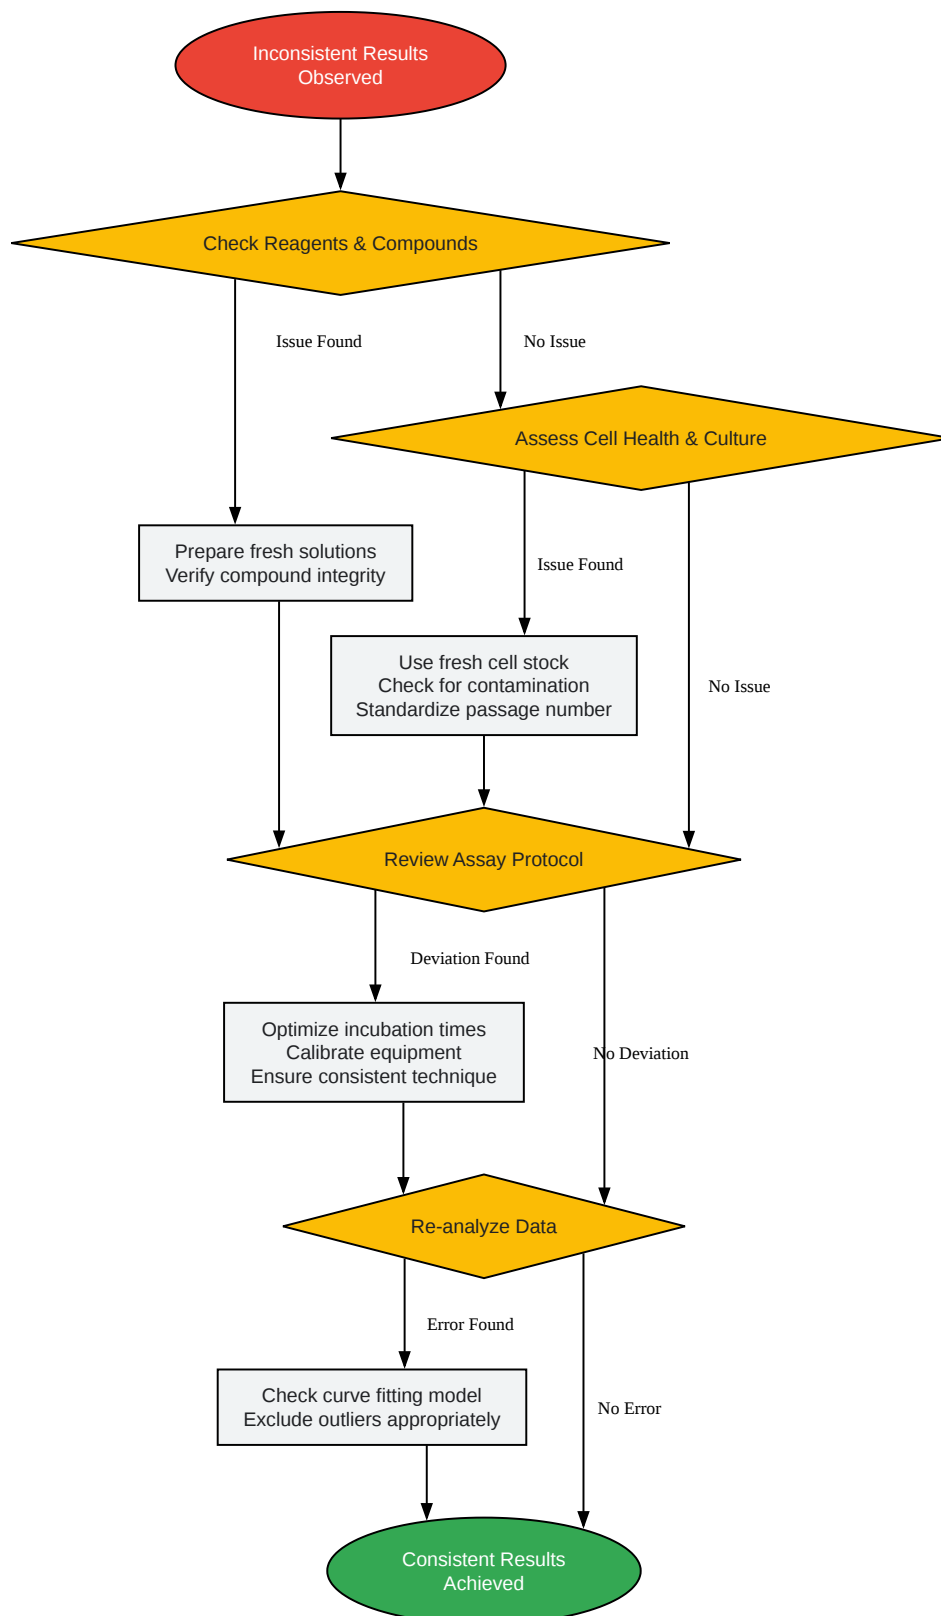 Inconsistent Results
Observed
Check Reagents & Compounds
Issue Found
No Issue
Assess Cell Health & Culture
Prepare fresh solutions
Verify compound integrity
Issue Found
Use fresh cell stock
Check for contamination
Standardize passage number
No Issue
Review Assay Protocol
Deviation Found
Optimize incubation times
Calibrate equipment
Ensure consistent technique
No Deviation
Re-analyze Data
Error Found
Check curve fitting model
Exclude outliers appropriately
No Error
Consistent Results
Achieved